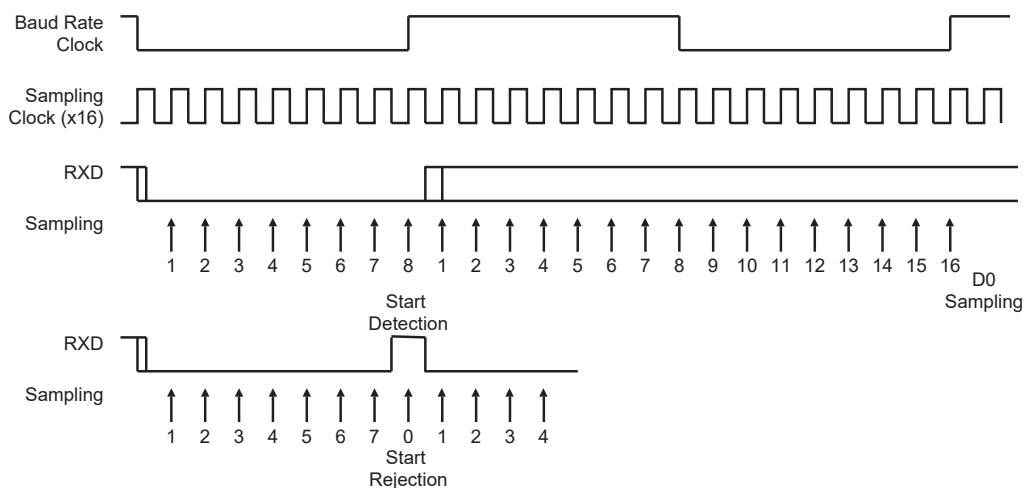 Baud Rate
Clock
Sampling
Clock (x16)
RXD
Sampling
1 2 3 4 5 6 7 8 1 2 3 4 5 6 7 8 9 10 11 12 13 14 15 16
D0
Sampling
Start
Detection
RXD
Sampling
1 2 3 4 5 6 7 0 1 2 3 4
Start
Rejection